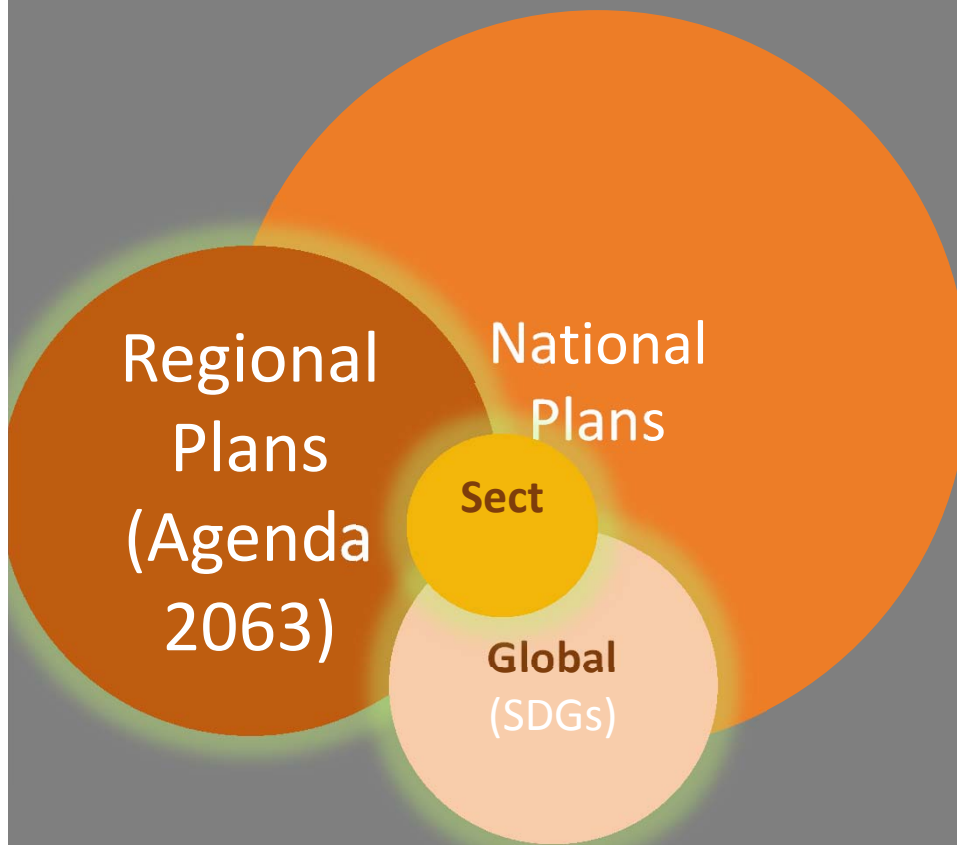 National
Plans
Regional
Plans
(Agenda
2063)
Sect
Global
(SDGs)